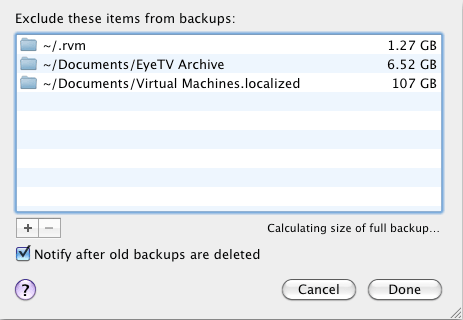 Exclude these items from backups:
~/.rvm 1.27 GB
~/Documents/EyeTV Archive 6.52 GB
~/Documents/Virtual Machines.localized 107 GB
+ − Calculating size of full backup...
Notify after old backups are deleted
? Cancel Done